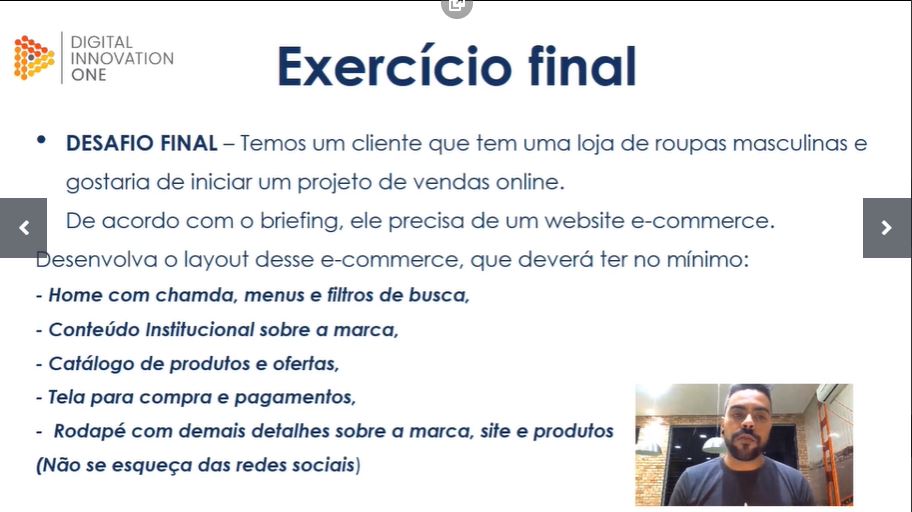 DIGITAL
INNOVATION
ONE
Exercício final
• DESAFIO FINAL – Temos um cliente que tem uma loja de roupas masculinas e
gostaria de iniciar um projeto de vendas online.
De acordo com o briefing, ele precisa de um website e-commerce.
Desenvolva o layout desse e-commerce, que deverá ter no mínimo:
- Home com chamda, menus e filtros de busca,
- Conteúdo Institucional sobre a marca,
- Catálogo de produtos e ofertas,
- Tela para compra e pagamentos,
- Rodapé com demais detalhes sobre a marca, site e produtos
(Não se esqueça das redes sociais)